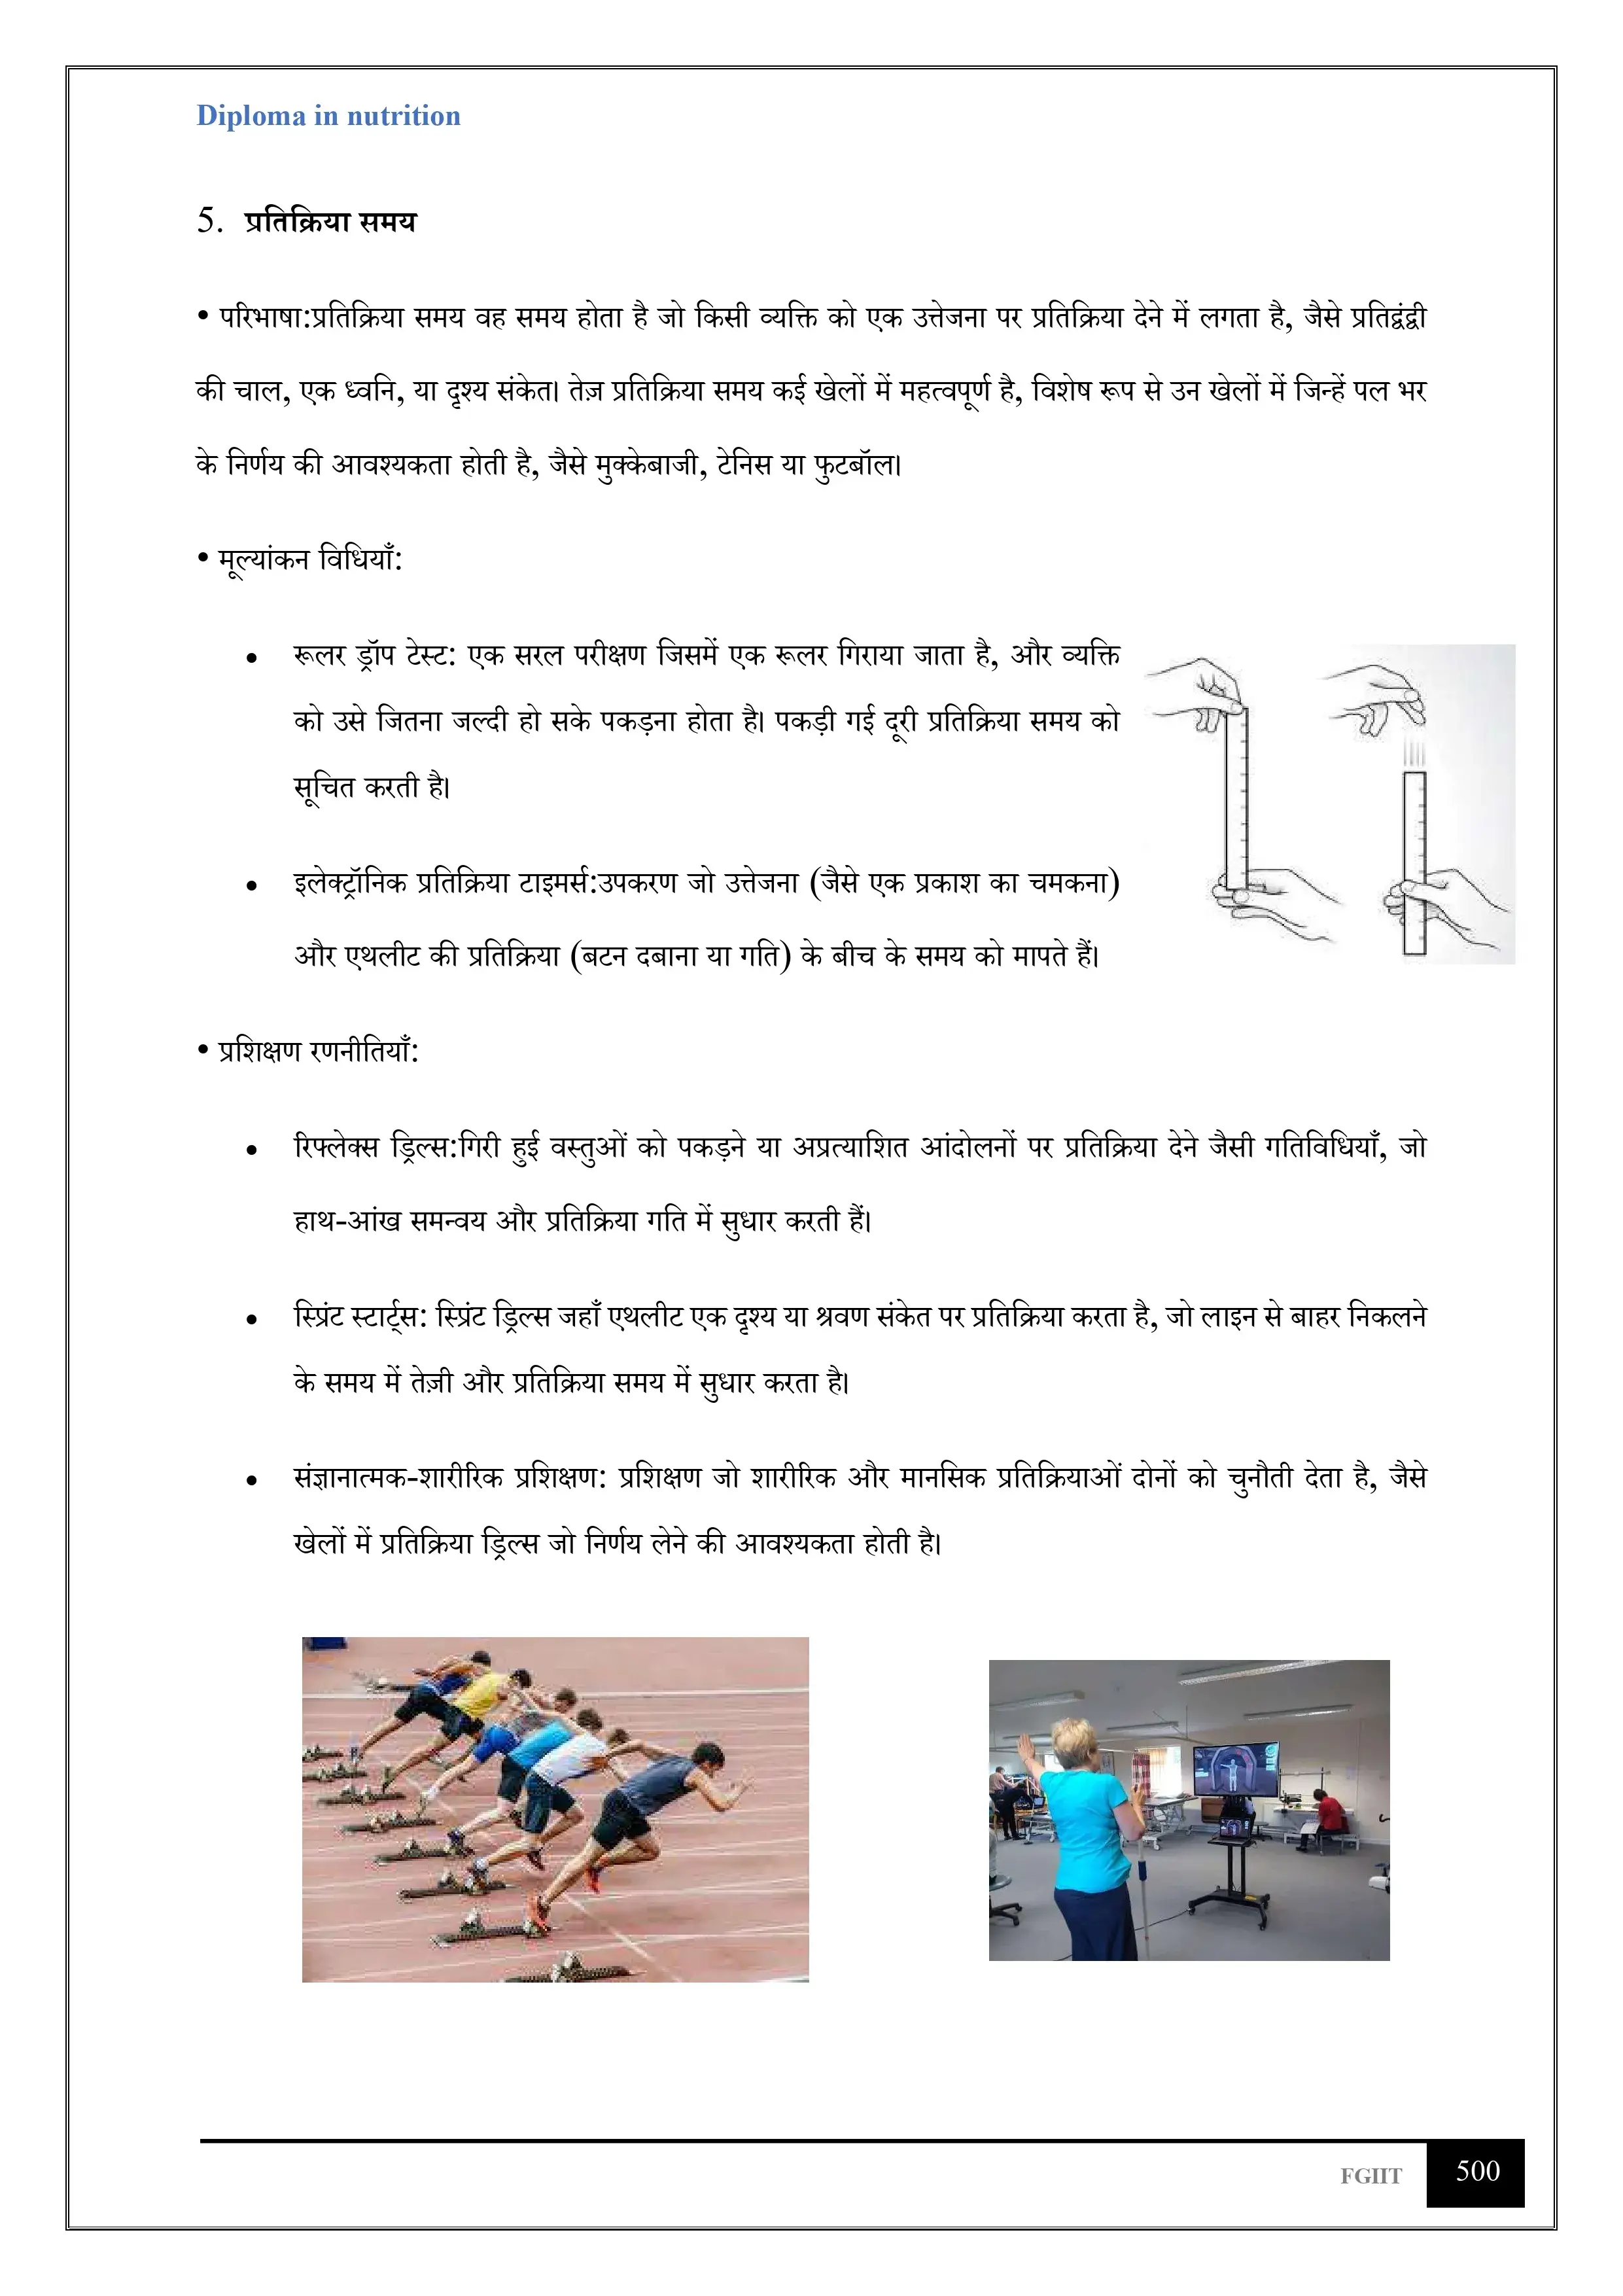 Diploma in nutrition
5. प्रतिक्रिया समय
• परिभाषा:प्रतिक्रिया समय वह समय होता है जो किसी व्यक्ति को एक उत्तेजना पर प्रतिक्रिया देने में लगता है, जैसे प्रतिद्वंद्वी
की चाल, एक ध्वनि, या दृश्य संकेत। तेज़ प्रतिक्रिया समय कई खेलों में महत्वपूर्ण है, विशेष रूप से उन खेलों में जिन्हें पल भर
के निर्णय की आवश्यकता होती है, जैसे मुक्केबाजी, टेनिस या फुटबॉल।
• मूल्यांकन विधियाँ:
• रूलर ड्रॉप टेस्ट: एक सरल परीक्षण जिसमें एक रूलर गिराया जाता है, और व्यक्ति
को उसे जितना जल्दी हो सके पकड़ना होता है। पकड़ी गई दूरी प्रतिक्रिया समय को
सूचित करती है।
• इलेक्ट्रॉनिक प्रतिक्रिया टाइमर्स:उपकरण जो उत्तेजना (जैसे एक प्रकाश का चमकना)
और एथलीट की प्रतिक्रिया (बटन दबाना या गति) के बीच के समय को मापते हैं।
• प्रशिक्षण रणनीतियाँ:
• रिफ्लेक्स ड्रिल्स:गिरी हुई वस्तुओं को पकड़ने या अप्रत्याशित आंदोलनों पर प्रतिक्रिया देने जैसी गतिविधियाँ, जो
हाथ-आंख समन्वय और प्रतिक्रिया गति में सुधार करती हैं।
• स्प्रिंट स्टार्ट्स: स्प्रिंट ड्रिल्स जहाँ एथलीट एक दृश्य या श्रवण संकेत पर प्रतिक्रिया करता है, जो लाइन से बाहर निकलने
के समय में तेज़ी और प्रतिक्रिया समय में सुधार करता है।
• संज्ञानात्मक-शारीरिक प्रशिक्षण: प्रशिक्षण जो शारीरिक और मानसिक प्रतिक्रियाओं दोनों को चुनौती देता है, जैसे
खेलों में प्रतिक्रिया ड्रिल्स जो निर्णय लेने की आवश्यकता होती है।
FGIIT 500